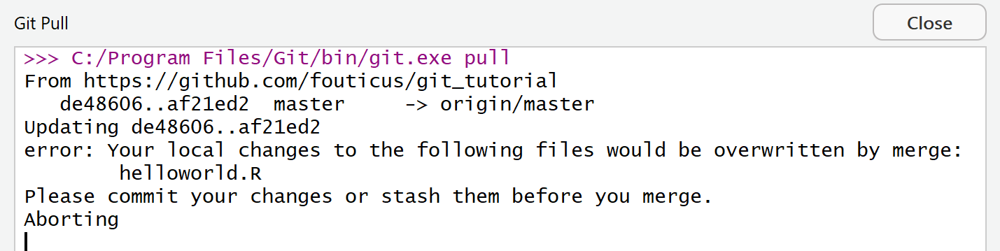 Git Pull
Close
>>> C:/Program Files/Git/bin/git.exe pull
From https://github.com/fouticus/git_tutorial
   de48606..af21ed2  master     -> origin/master
Updating de48606..af21ed2
error: Your local changes to the following files would be overwritten by merge:
        helloworld.R
Please commit your changes or stash them before you merge.
Aborting